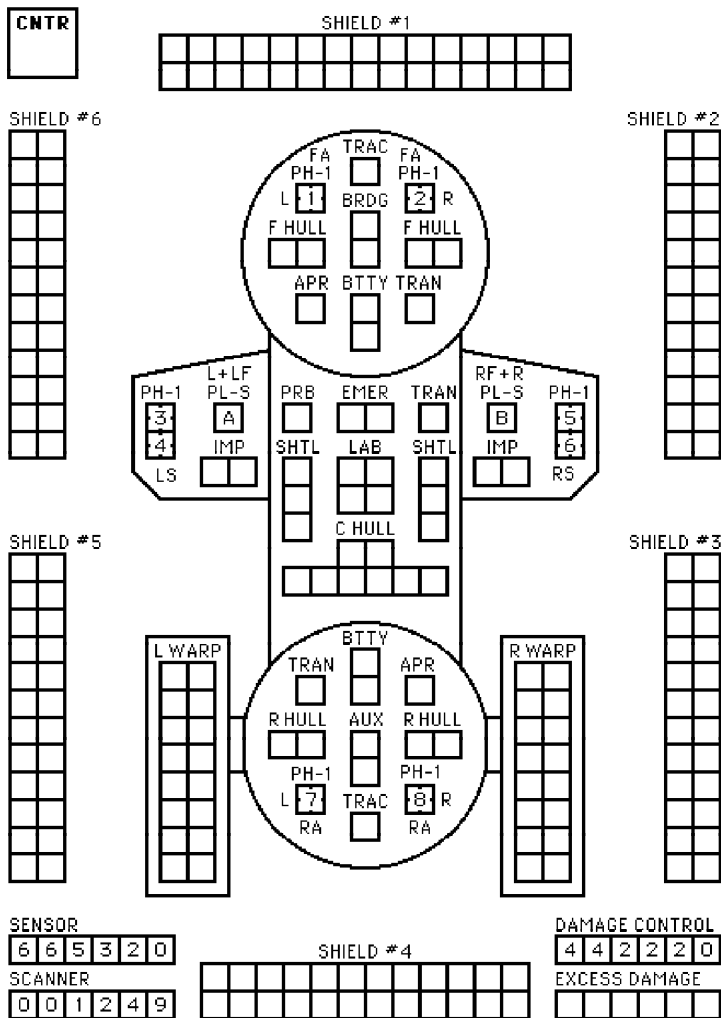 CNTR
SHIELD #1
SHIELD #6
SHIELD #2
TRAC
FA FA
PH-1 PH-1
L 1 BRDG 2 R
F HULL F HULL
APR BTTY TRAN
L+LF RF+R
PH-1 PL-S PRB EMER TRAN PL-S PH-1
3 A B 5
4 IMP SHTL LAB SHTL IMP 6
LS RS
C HULL
SHIELD #5 SHIELD #3
BTTY
L WARP TRAN APR R WARP
R HULL AUX R HULL
PH-1 PH-1
L 7 TRAC 8 R
RA RA
SENSOR
6 6 5 3 2 0
SCANNER
0 0 1 2 4 9
SHIELD #4
DAMAGE CONTROL
4 4 2 2 2 0
EXCESS DAMAGE